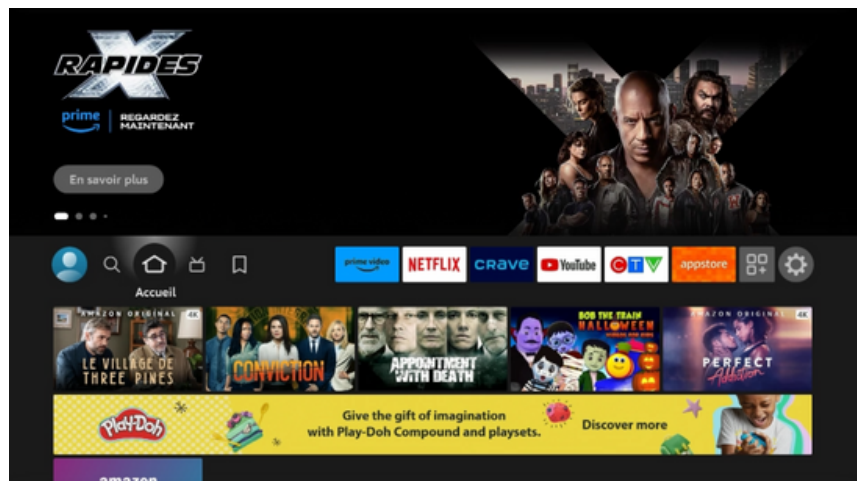 RAPIDES
X
prime
REGARDEZ
MAINTENANT
En savoir plus
prime video
NETFLIX
crave
YouTube
CTV
appstore
Accueil
AMAZON ORIGINAL 4K
LE VILLAGE DE
THREE PINES
CONVICTION
APPOINTMENT
WITH DEATH
BOB THE TRAIN
HALLOWEEN
AMAZON ORIGINAL 4K
PERFECT
Addiction
Play-Doh
Give the gift of imagination
with Play-Doh Compound and playsets.
Discover more
amazon